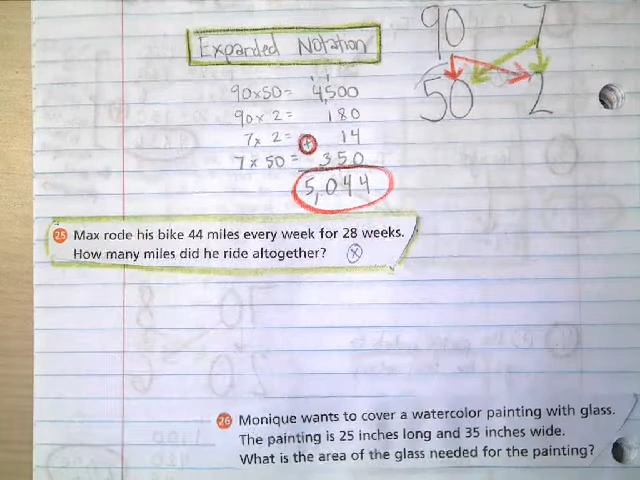 Expanded Notation
90 7
50 2
90x50= 4,500
90x 2= 180
7x 2= 14
7 x 50 = + 350
5,044
25 Max rode his bike 44 miles every week for 28 weeks.
How many miles did he ride altogether? x
26 Monique wants to cover a watercolor painting with glass.
The painting is 25 inches long and 35 inches wide.
What is the area of the glass needed for the painting?